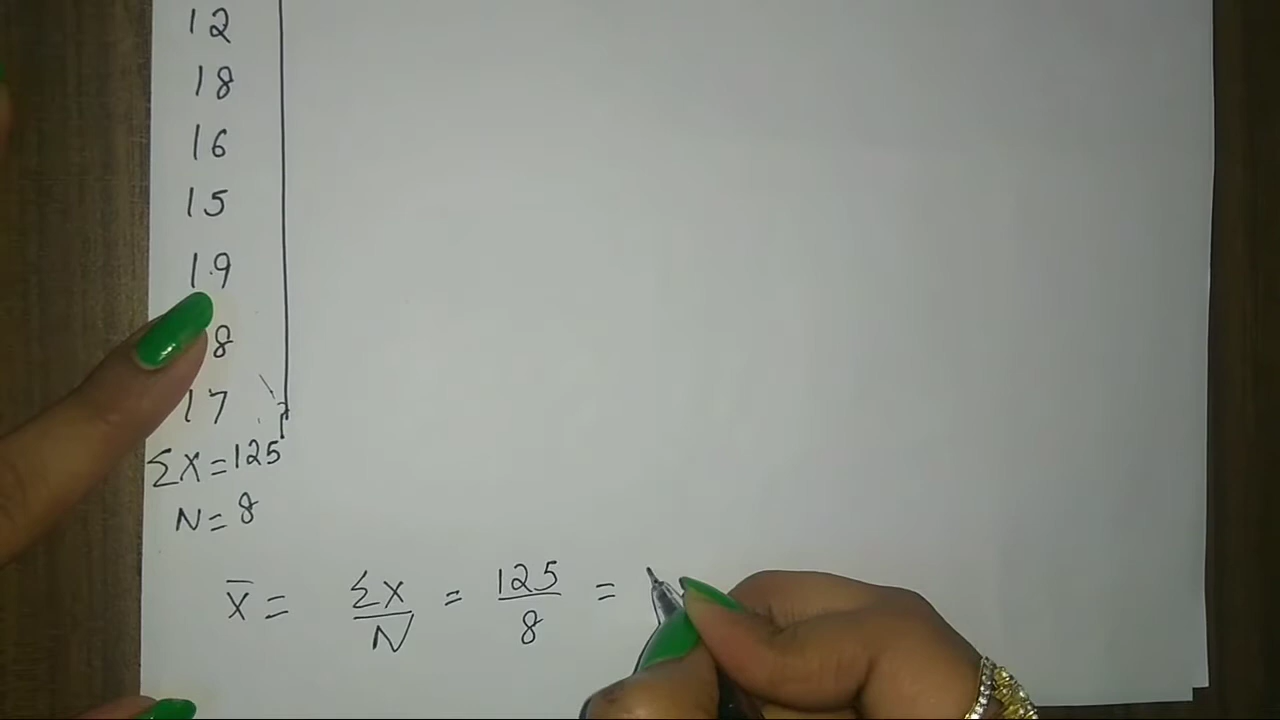 12
18
16
15
19
8
17
ΣX = 125
N = 8
X̄ = ΣX/N = 125/8 =